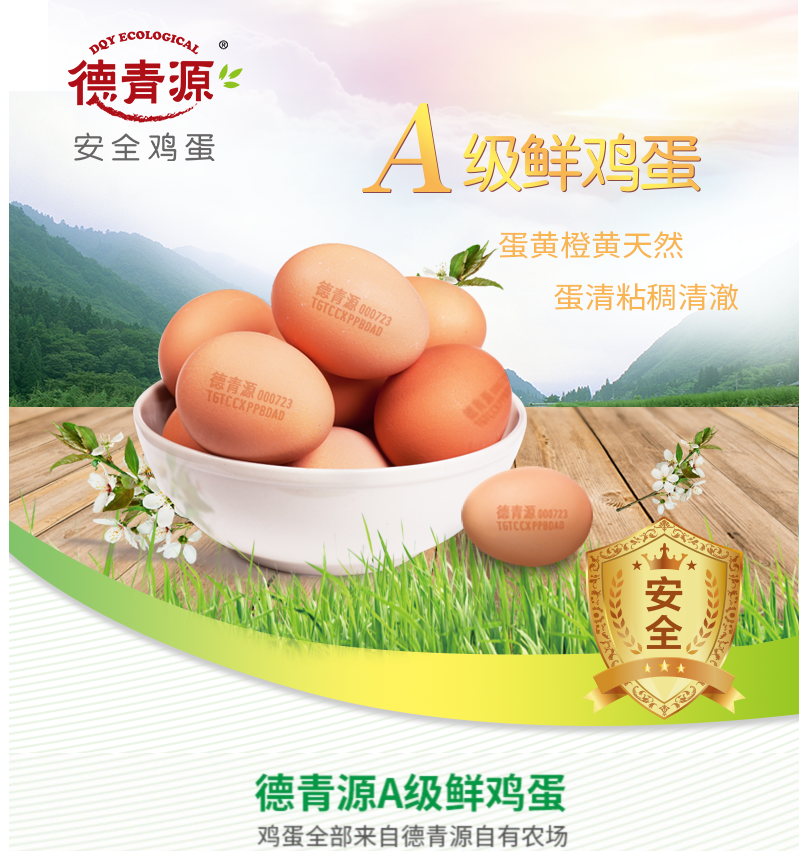 DQY ECOLOGICAL
德青源®
安全鸡蛋
A级鲜鸡蛋
蛋黄橙黄天然
蛋清粘稠清澈
德青源 000723
TGTCCXPPBDAD
德青源 000723
TGTCCXPPBDAD
德青源 000723
TGTCCXPPBDAD
安全
德青源A级鲜鸡蛋
鸡蛋全部来自德青源自有农场